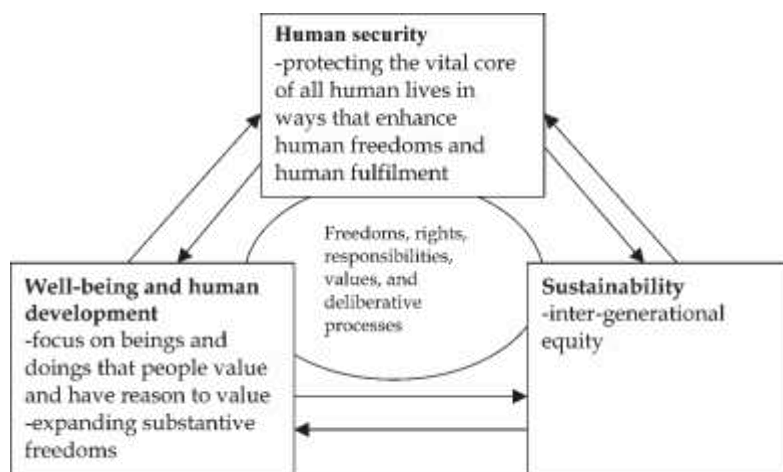 Human security
-protecting the vital core
of all human lives in
ways that enhance
human freedoms and
human fulfilment
Freedoms, rights,
responsibilities,
values, and
deliberative
processes
Well-being and human
development
-focus on beings and
doings that people value
and have reason to value
-expanding substantive
freedoms
Sustainability
-inter-generational
equity